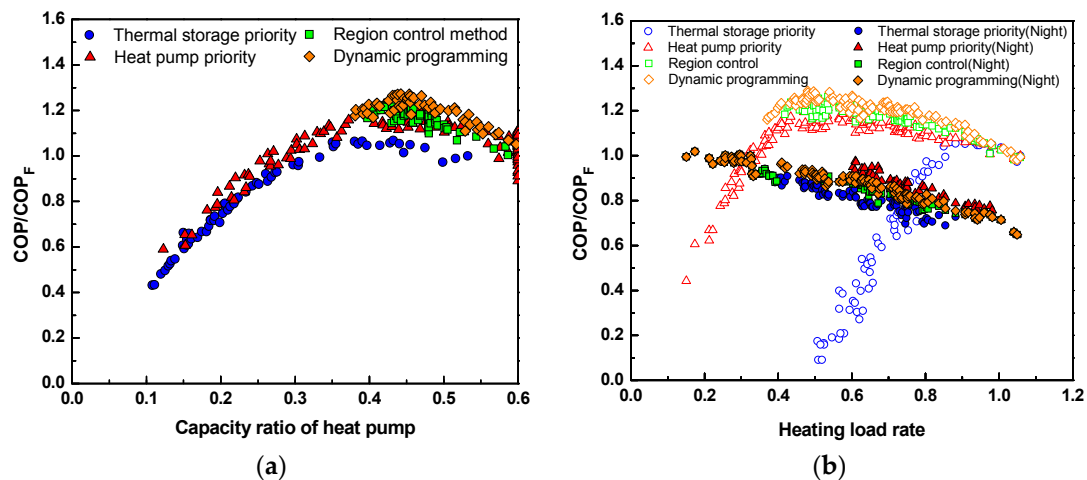 1.6
1.4
1.2
1.0
0.8
0.6
0.4
0.2
0.0
COP/COP_F
Thermal storage priority
Region control method
Heat pump priority
Dynamic programming
0.0 0.1 0.2 0.3 0.4 0.5 0.6
Capacity ratio of heat pump
(a)
1.6
1.4
1.2
1.0
0.8
0.6
0.4
0.2
0.0
COP/COP_F
Thermal storage priority
Thermal storage priority(Night)
Heat pump priority
Heat pump priority(Night)
Region control
Region control(Night)
Dynamic programming
Dynamic programming(Night)
0.0 0.2 0.4 0.6 0.8 1.0 1.2
Heating load rate
(b)